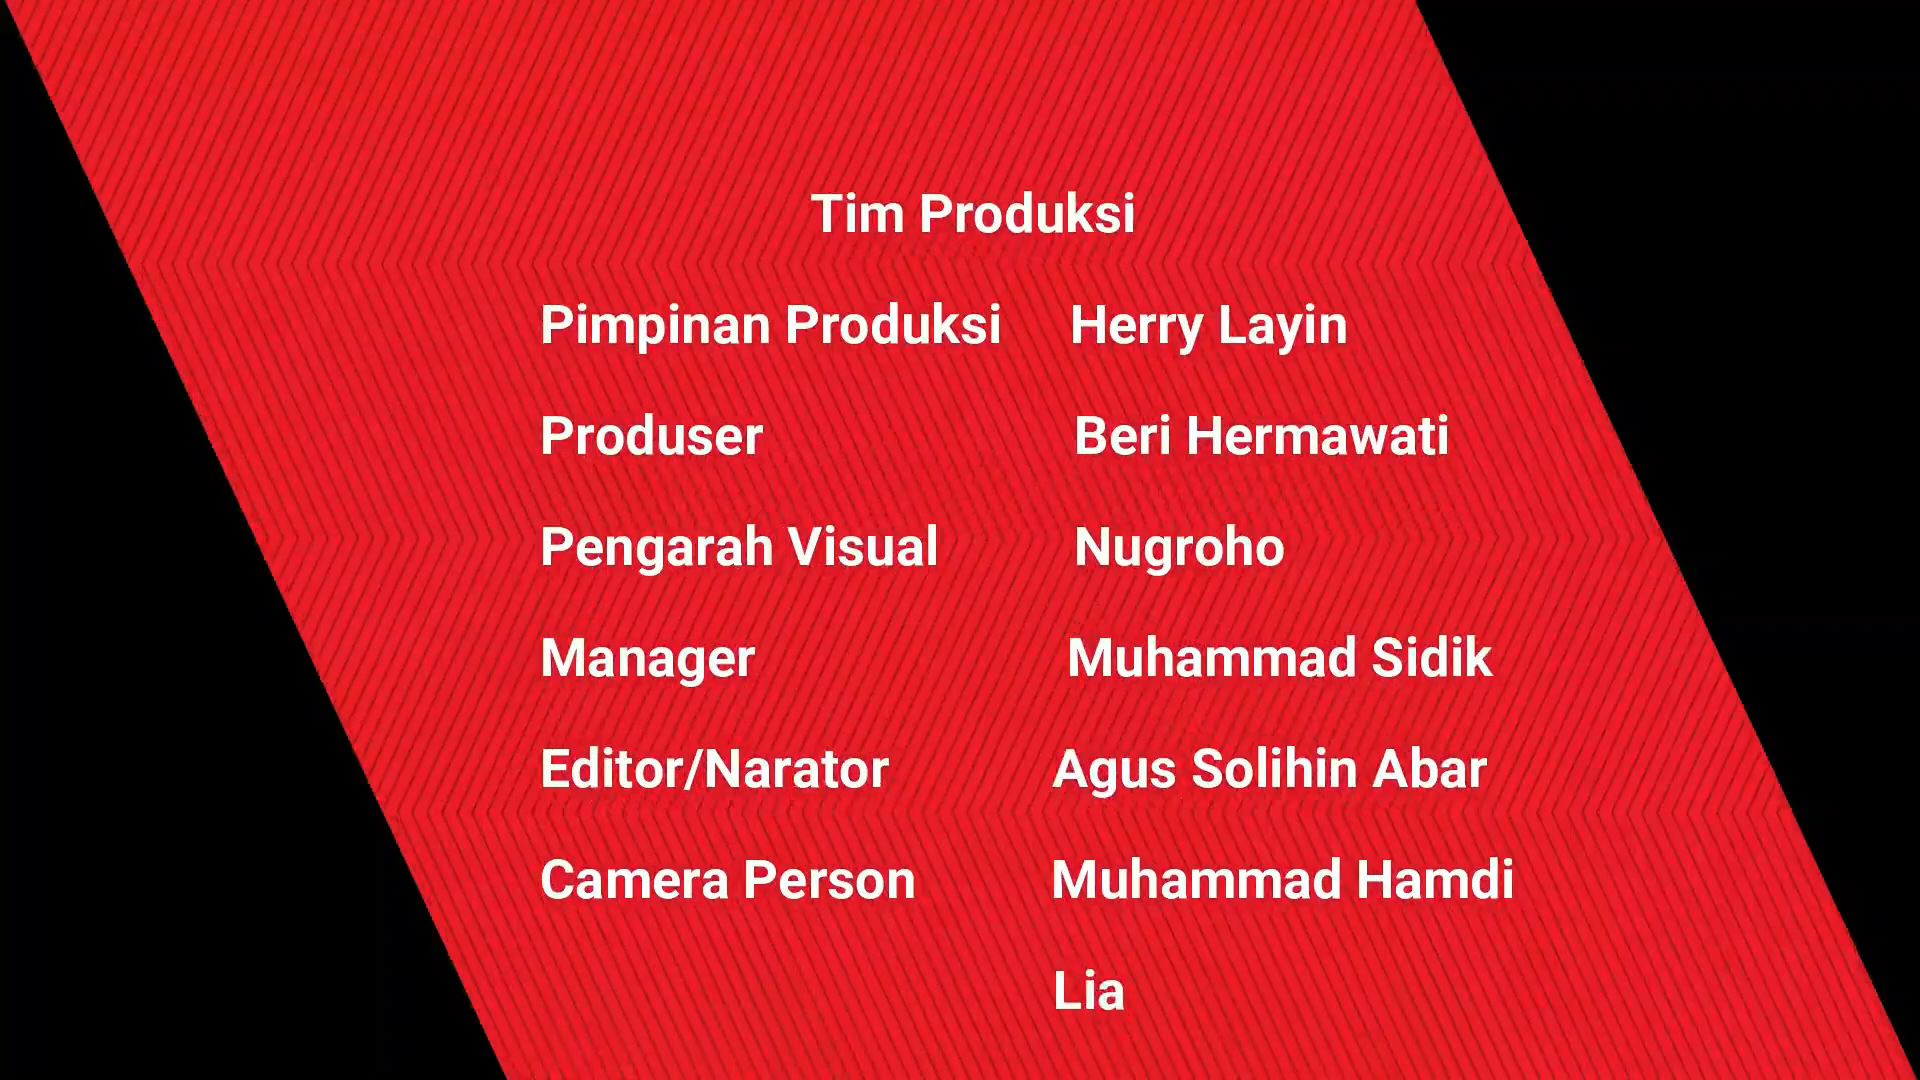 Tim Produksi
Pimpinan Produksi Herry Layin
Produser Beri Hermawati
Pengarah Visual Nugroho
Manager Muhammad Sidik
Editor/Narator Agus Solihin Abar
Camera Person Muhammad Hamdi
Lia